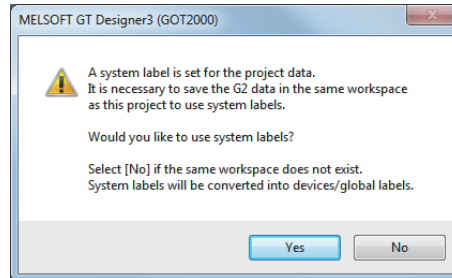 MELSOFT GT Designer3 (GOT2000)
A system label is set for the project data.
It is necessary to save the G2 data in the same workspace
as this project to use system labels.
Would you like to use system labels?
Select [No] if the same workspace does not exist.
System labels will be converted into devices/global labels.
Yes
No